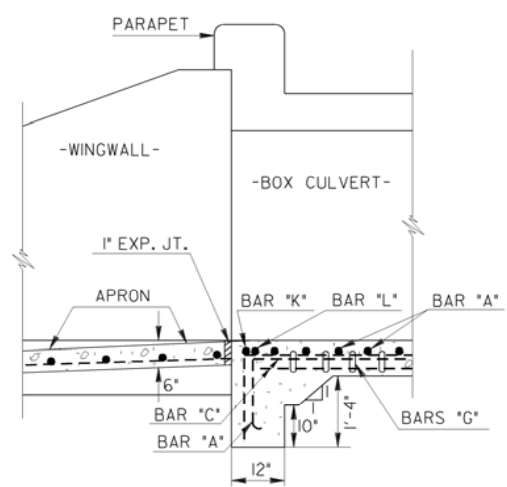 PARAPET
-WINGWALL-
-BOX CULVERT-
1" EXP. JT.
APRON
BAR "K"
BAR "L"
BAR "A"
6"
BAR "C"
BAR "A"
10"
1
1
1'-4"
BARS "G"
12"